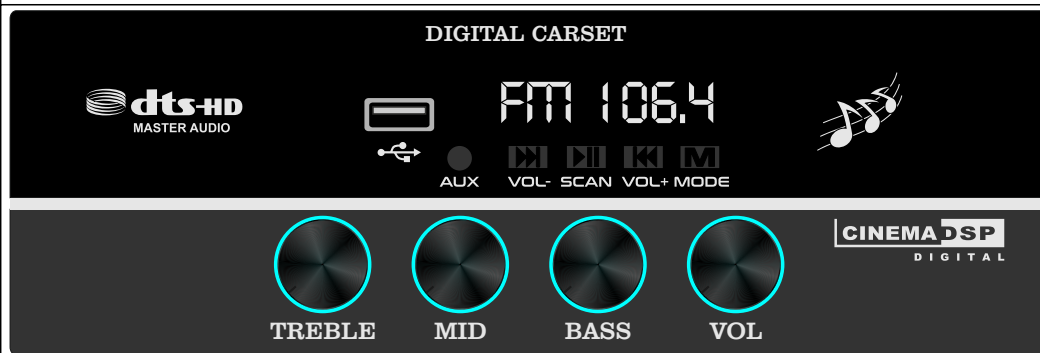 DIGITAL CARSET
dts-HD
MASTER AUDIO
FM 106.4
AUX VOL- SCAN VOL+ MODE
M
CINEMA DSP
DIGITAL
TREBLE MID BASS VOL